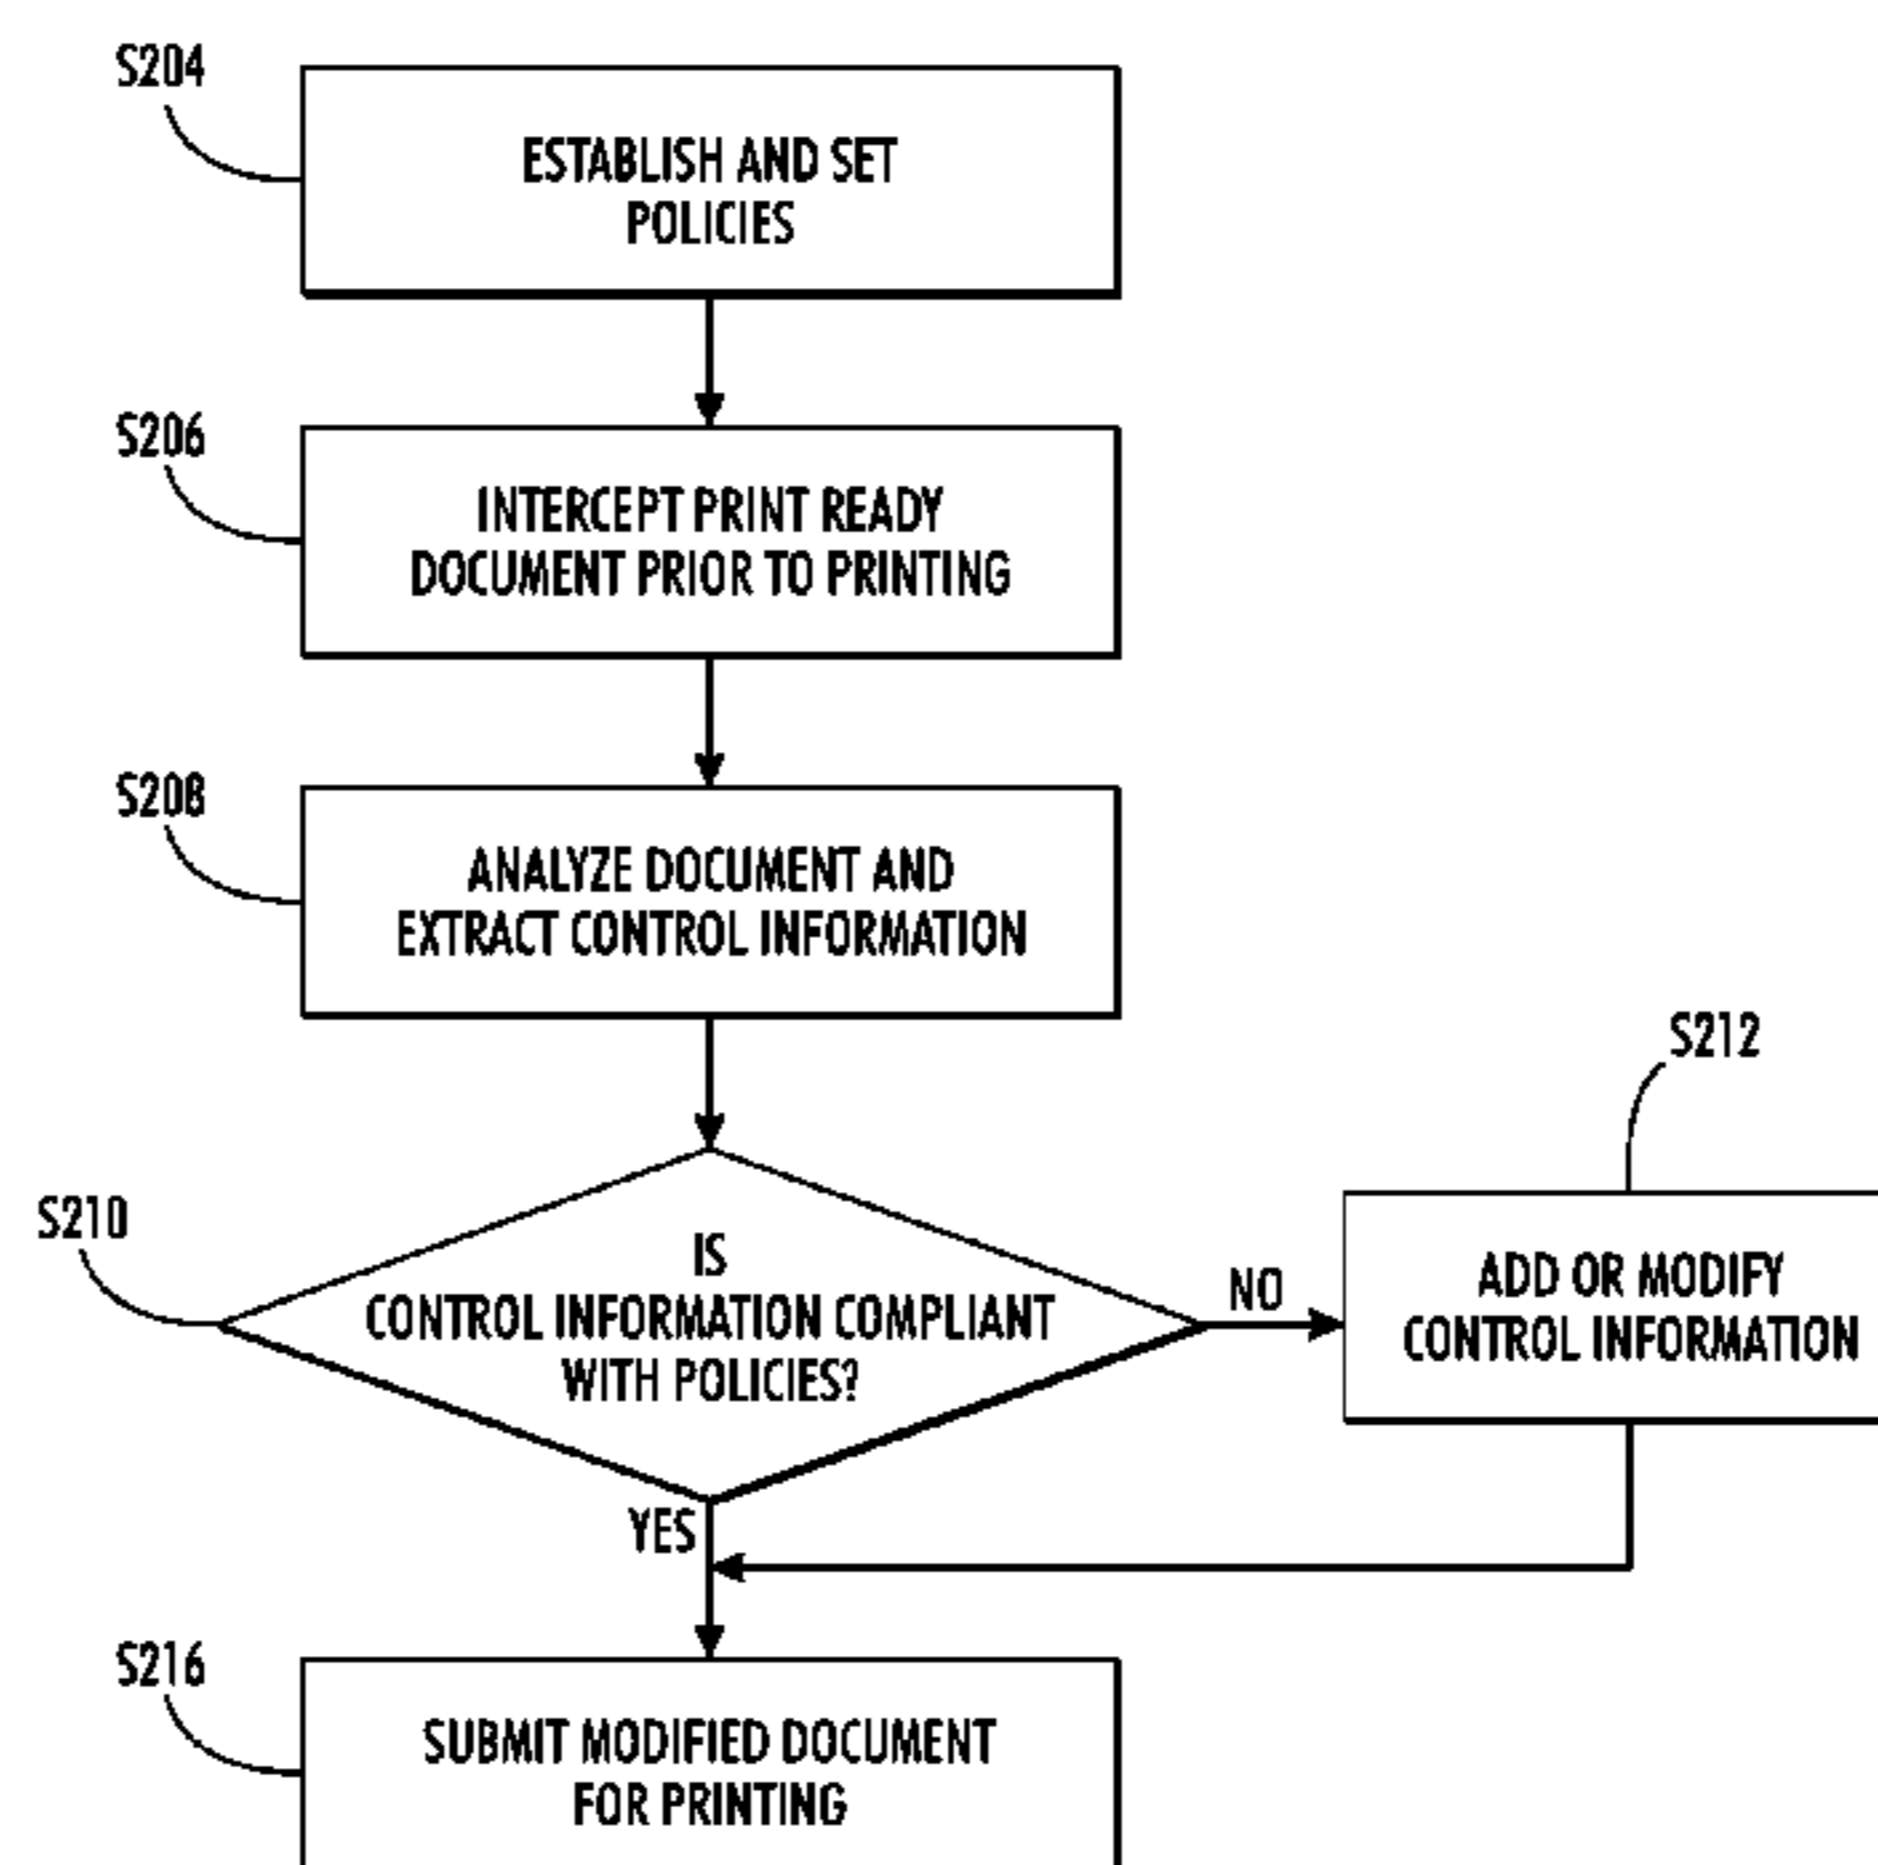 S204
ESTABLISH AND SET
POLICIES
S206
INTERCEPT PRINT READY
DOCUMENT PRIOR TO PRINTING
S208
ANALYZE DOCUMENT AND
EXTRACT CONTROL INFORMATION
S210
IS
CONTROL INFORMATION COMPLIANT
WITH POLICIES?
NO
S212
ADD OR MODIFY
CONTROL INFORMATION
YES
S216
SUBMIT MODIFIED DOCUMENT
FOR PRINTING